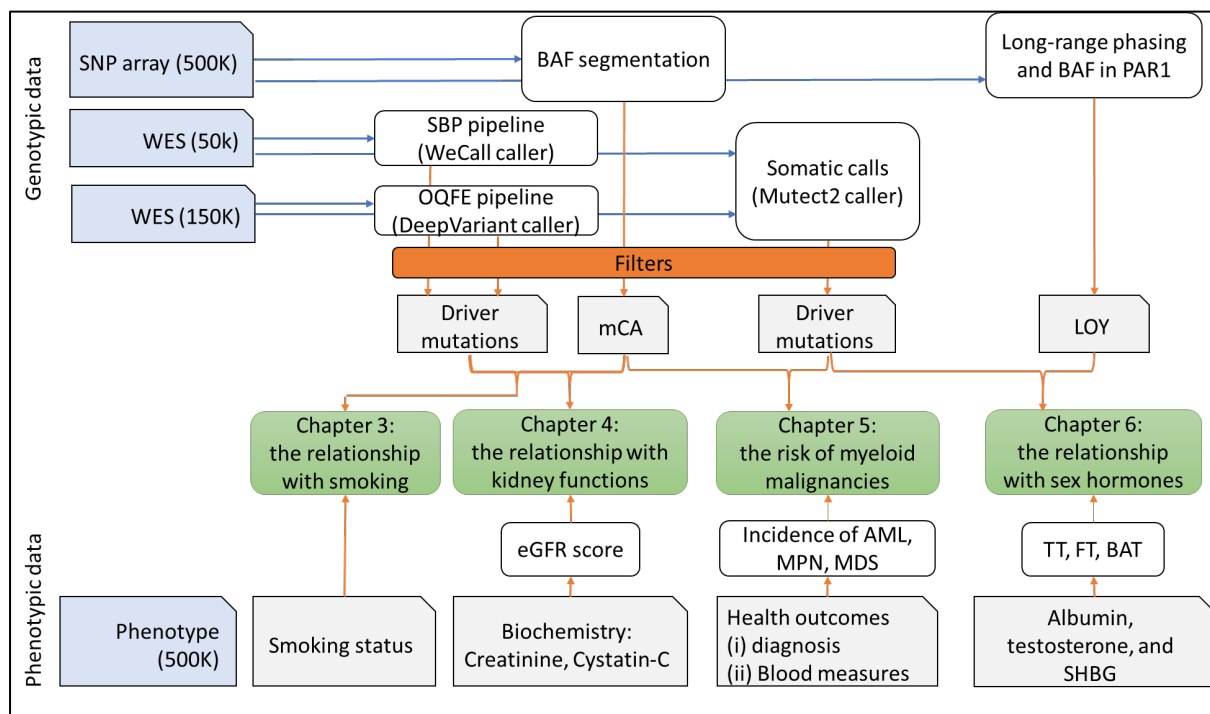 Genotypic data
SNP array (500K)
BAF segmentation
Long-range phasing
and BAF in PAR1
WES (50k)
SBP pipeline
(WeCall caller)
WES (150K)
OQFE pipeline
(DeepVariant caller)
Somatic calls
(Mutect2 caller)
Filters
Driver
mutations
mCA
Driver
mutations
LOY
Chapter 3:
the relationship
with smoking
Chapter 4:
the relationship with
kidney functions
Chapter 5:
the risk of myeloid
malignancies
Chapter 6:
the relationship
with sex hormones
eGFR score
Incidence of AML,
MPN, MDS
TT, FT, BAT
Phenotypic data
Phenotype
(500K)
Smoking status
Biochemistry:
Creatinine, Cystatin-C
Health outcomes
(i) diagnosis
(ii) Blood measures
Albumin,
testosterone, and
SHBG